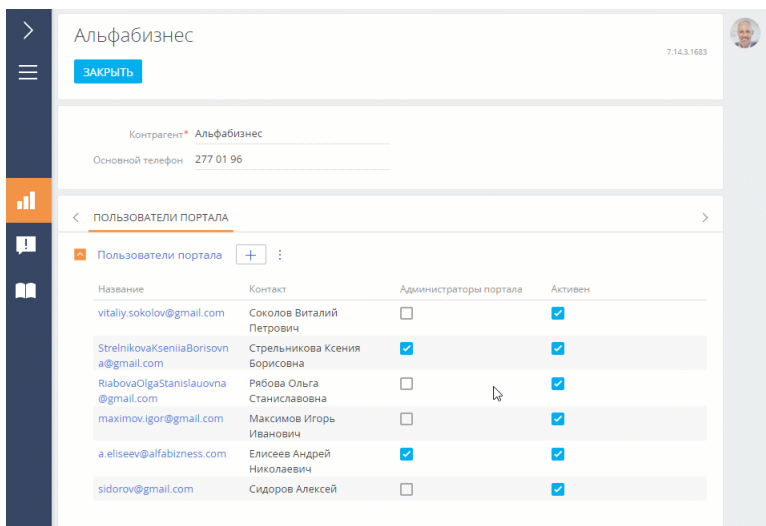 Альфабизнес
7.14.3.1683
ЗАКРЫТЬ
Контрагент* Альфабизнес
Основной телефон 277 01 96
ПОЛЬЗОВАТЕЛИ ПОРТАЛА
Пользователи портала
Название Контакт Администраторы портала Активен
vitaliy.sokolov@gmail.com Соколов Виталий
Петрович
StrelnikovaKseniiaBorisovn Стрельникова Ксения
a@gmail.com Борисовна
RiabovaOlgaStanislauovna Рябова Ольга
@gmail.com Станиславовна
maximov.igor@gmail.com Максимов Игорь
Иванович
a.eliseev@alfabizness.com Елисеев Андрей
Николаевич
sidorov@gmail.com Сидоров Алексей